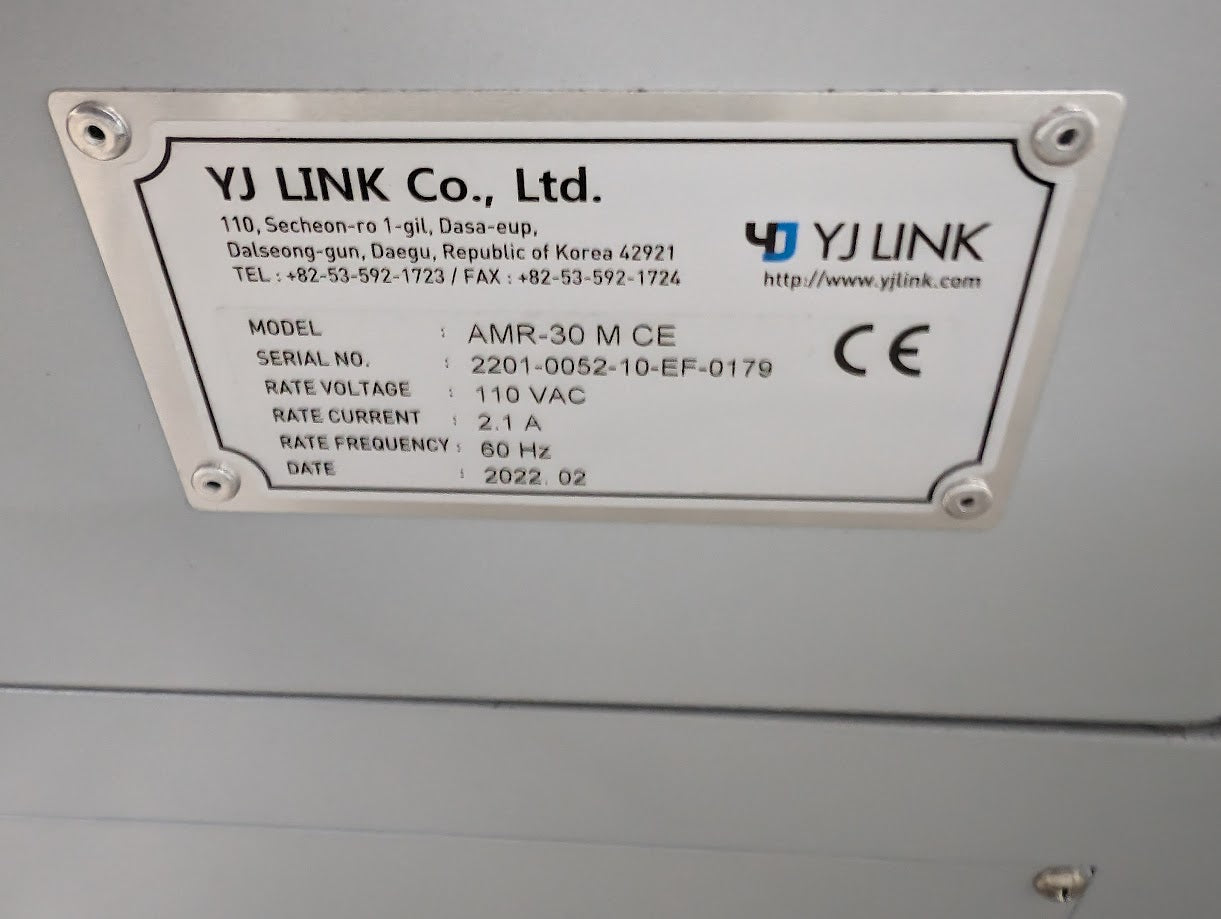 YJ LINK Co., Ltd.
110, Secheon-ro 1-gil, Dasa-eup,
Dalseong-gun, Daegu, Republic of Korea 42921
TEL : +82-53-592-1723 / FAX : +82-53-592-1724
YJ YJ LINK
http://www.yjlink.com
MODEL : AMR-30 M CE
SERIAL NO. : 2201-0052-10-EF-0179
RATE VOLTAGE : 110 VAC
RATE CURRENT : 2.1 A
RATE FREQUENCY : 60 Hz
DATE : 2022. 02
CE